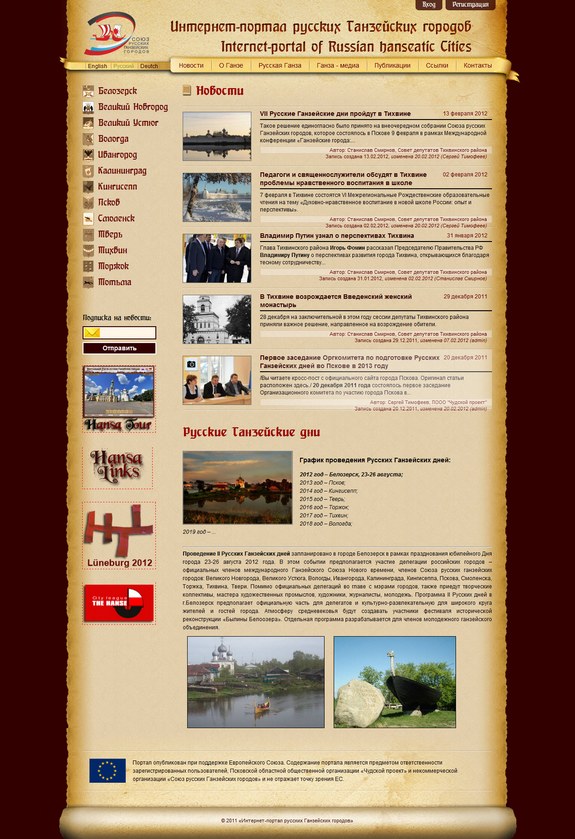 Вход Регистрация
СОЮЗ
РУССКИХ
ГАНЗЕЙСКИХ
ГОРОДОВ
Интернет-портал русских Ганзейских городов
Internet-portal of Russian Hanseatic Cities
English | Русский | Deutch
Новости О Ганзе Русская Ганза Ганза - медиа Публикации Ссылки Контакты
Белозерск
Великий Новгород
Великий Устюг
Вологда
Ивангород
Калининград
Кингисепп
Псков
Смоленск
Тверь
Тихвин
Торжок
Тотьма
Подписка на новости:
Отправить
Hansa Tour
Hansa
Links
Lüneburg 2012
City league
THE HANSE
Новости
VII Русские Ганзейские дни пройдут в Тихвине 13 февраля 2012
Такое решение единогласно было принято на внеочередном собрании Союза русских
Ганзейских городов, которое состоялось в Пскове 9 февраля в рамках Международной
конференции «Ганзейские города:...
Автор: Станислав Смирнов, Совет депутатов Тихвинского района
Запись создана 13.02.2012, изменена 20.02.2012 (Сергей Тимофеев)
Педагоги и священнослужители обсудят в Тихвине 02 февраля 2012
проблемы нравственного воспитания в школе
7 февраля в Тихвине состоятся VI Межрегиональные Рождественские образовательные
чтения на тему «Духовно-нравственное воспитание в новой школе России: опыт и
перспективы».
Автор: Станислав Смирнов, Совет депутатов Тихвинского района
Запись создана 02.02.2012, изменена 20.02.2012 (Сергей Тимофеев)
Владимир Путин узнал о перспективах Тихвина 31 января 2012
Глава Тихвинского района Игорь Фомин рассказал Председателю Правительства РФ
Владимиру Путину о перспективах развития города Тихвина, открывающихся благодаря
тесному сотрудничеству...
Автор: Станислав Смирнов, Совет депутатов Тихвинского района
Запись создана 31.01.2012, изменена 20.02.2012 (Станислав Смирнов)
В Тихвине возрождается Введенский женский 29 декабря 2011
монастырь
28 декабря на заключительной в этом году сессии депутаты Тихвинского района
приняли важное решение, направленное на возрождение обители.
Автор: Станислав Смирнов, Совет депутатов Тихвинского района
Запись создана 29.12.2011, изменена 07.02.2012 (admin)
Первое заседание Оргкомитета по подготовке Русских 20 декабря 2011
Ганзейских дней во Пскове в 2013 году
Вы читаете кросс-пост с официального сайта города Пскова. Оригинал статьи
расположен здесь / 20 декабря 2011 года состоялось первое заседание
Организационного комитета по участию города Пскова в...
Автор: Сергей Тимофеев, ПООО "Чудской проект"
Запись создана 20.12.2011, изменена 20.02.2012 (admin)
Русские Ганзейские дни
График проведения Русских Ганзейских дней:
2012 год – Белозерск, 23-26 августа;
2013 год – Псков;
2014 год – Кингисепп;
2015 год – Тверь;
2016 год – Торжок;
2017 год – Тихвин;
2018 год – Вологда;
2019 год –...
Проведение II Русских Ганзейских дней запланировано в городе Белозерск в рамках празднования юбилейного Дня
города 23-26 августа 2012 года. В этом событии предполагается участие делегации российских городов –
официальных членов международного Ганзейского Союза Нового времени, членов Союза русских ганзейских
городов: Великого Новгорода, Великого Устюга, Вологды, Ивангорода, Калининграда, Кингисеппа, Пскова, Смоленска,
Торжка, Тихвина, Твери. Помимо официальных делегаций во главе с мэрами городов, также приедут творческие
коллективы, мастера художественных промыслов, художники, журналисты, молодежь. Программа II Русских дней в
г.Белозерск предполагает официальную часть для делегатов и культурно-развлекательную для широкого круга
жителей и гостей города. Атмосферу средневековья будут создавать участники фестиваля исторической
реконструкции «Былины Белоозера». Отдельная программа разрабатывается для членов молодежного ганзейского
объединения.
Портал опубликован при поддержке Европейского Союза. Содержание портала является предметом ответственности
зарегистрированных пользователей, Псковской областной общественной организации «Чудской проект» и некоммерческой
организации «Союз русских Ганзейских городов» и не отражает точку зрения ЕС.
© 2011 «Интернет-портал русских Ганзейских городов»